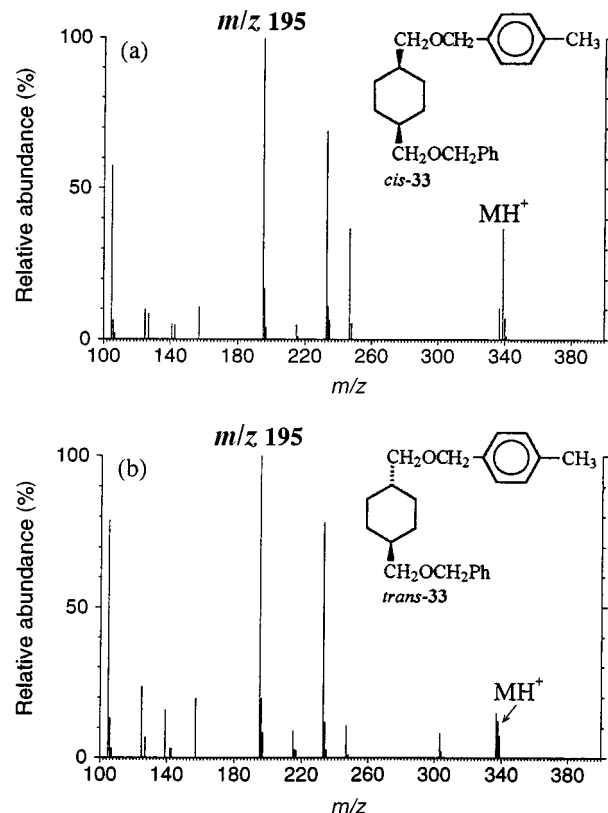 m/z 195
(a)
CH₂OCH₂
CH₃
CH₂OCH₂Ph
cis-33
MH⁺
Relative abundance (%)
100
50
0
100 140 180 220 260 300 340 380
m/z
m/z 195
(b)
CH₂OCH₂
CH₃
CH₂OCH₂Ph
trans-33
MH⁺
Relative abundance (%)
100
50
0
100 140 180 220 260 300 340 380
m/z